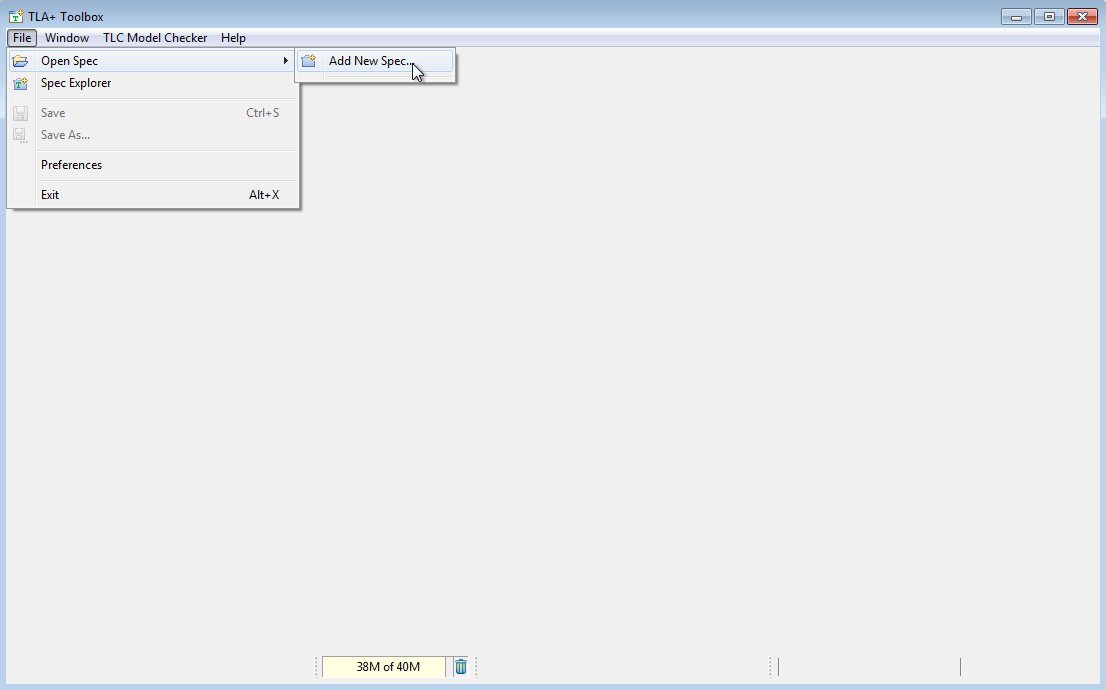 TLA+ Toolbox
File Window TLC Model Checker Help
Open Spec
Add New Spec...
Spec Explorer
Save Ctrl+S
Save As...
Preferences
Exit Alt+X
38M of 40M